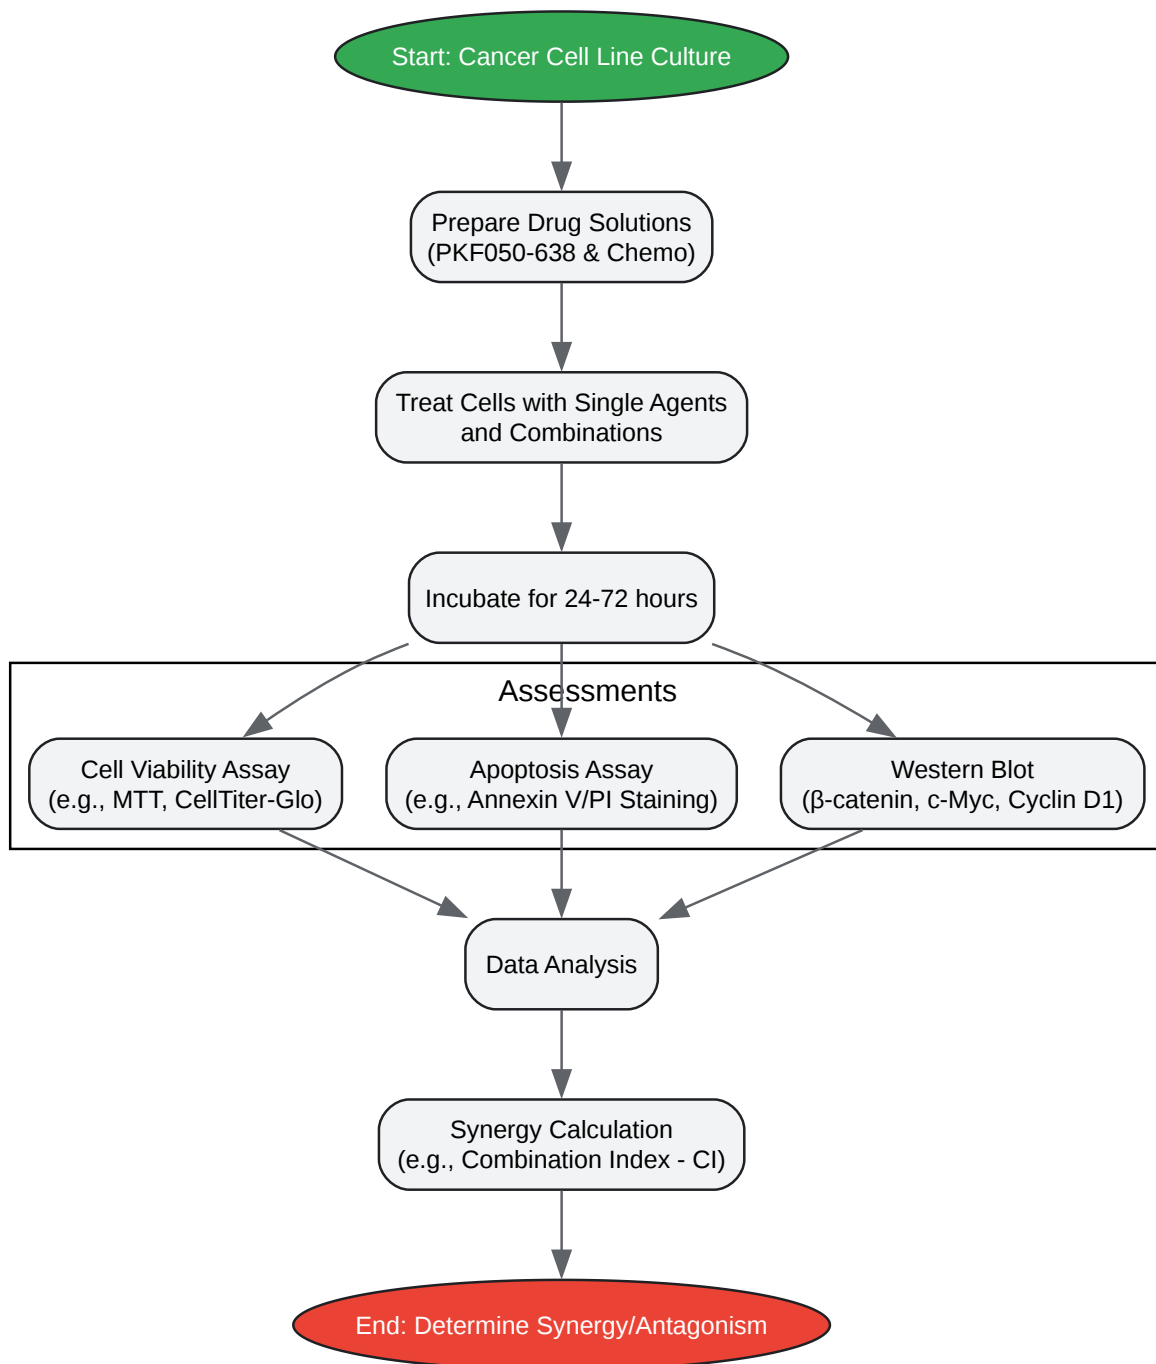 Start: Cancer Cell Line Culture
Prepare Drug Solutions
(PKF050-638 & Chemo)
Treat Cells with Single Agents
and Combinations
Incubate for 24-72 hours
Assessments
Cell Viability Assay
(e.g., MTT, CellTiter-Glo)
Apoptosis Assay
(e.g., Annexin V/PI Staining)
Western Blot
(β-catenin, c-Myc, Cyclin D1)
Data Analysis
Synergy Calculation
(e.g., Combination Index - CI)
End: Determine Synergy/Antagonism